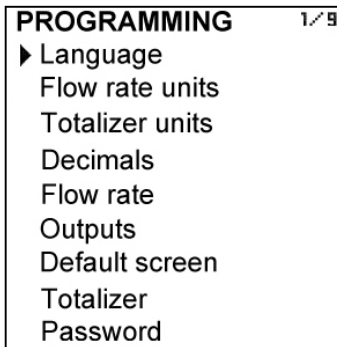 PROGRAMMING 1/9
Language
Flow rate units
Totalizer units
Decimals
Flow rate
Outputs
Default screen
Totalizer
Password